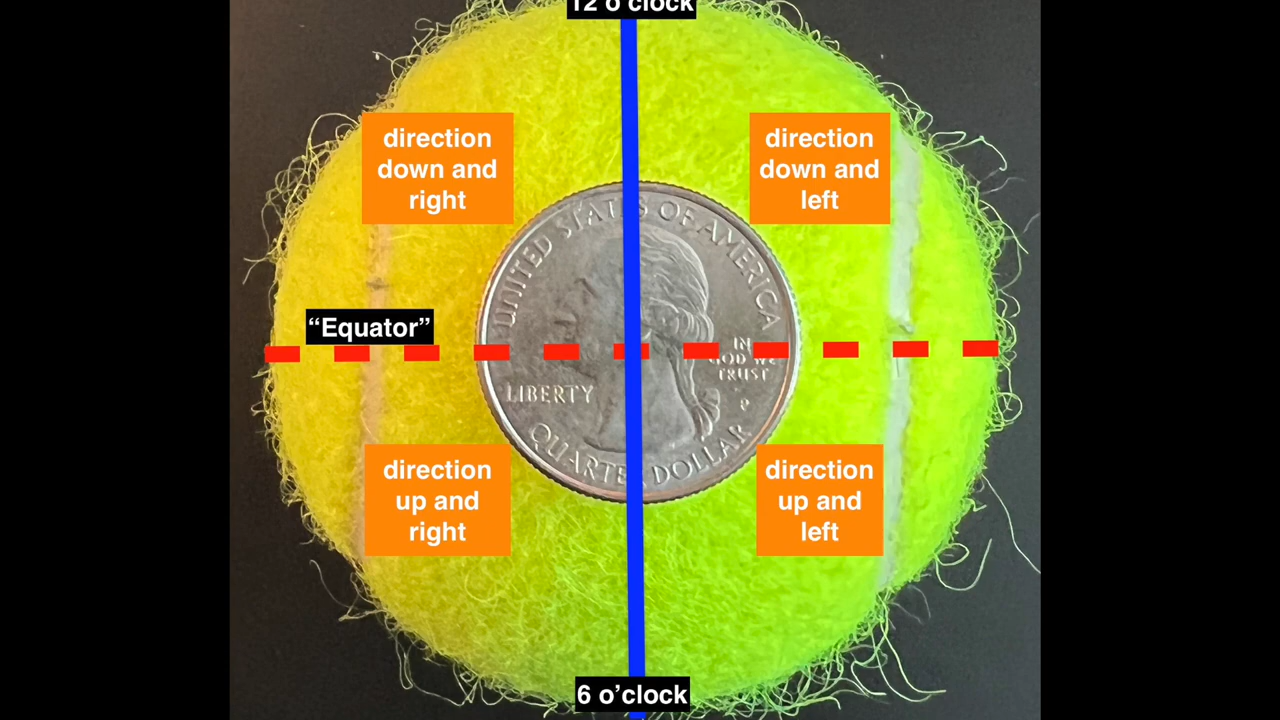 12 o'clock
direction
down and
right
direction
down and
left
UNITED STATES OF AMERICA
"Equator"
IN
GOD WE
TRUST
LIBERTY
P
QUARTER DOLLAR
direction
up and
right
direction
up and
left
6 o'clock